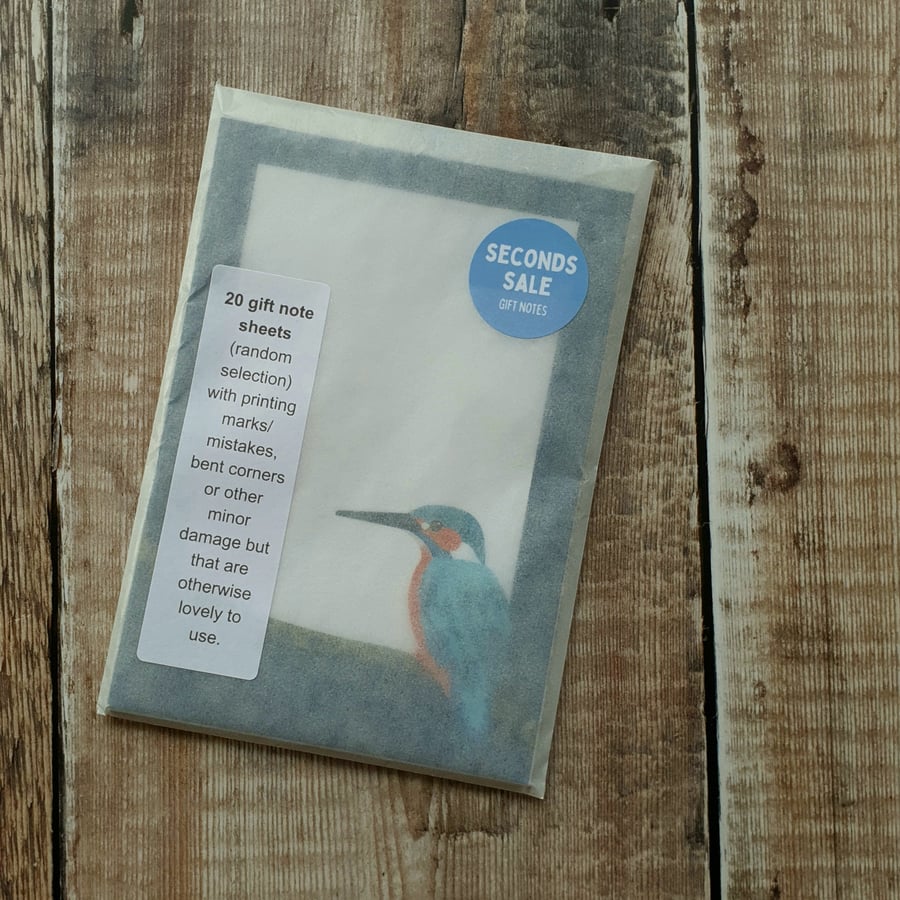 SECONDS
SALE
GIFT NOTES
20 gift note
sheets
(random
selection)
with printing
marks/
mistakes,
bent corners
or other
minor
damage but
that are
otherwise
lovely to
use.